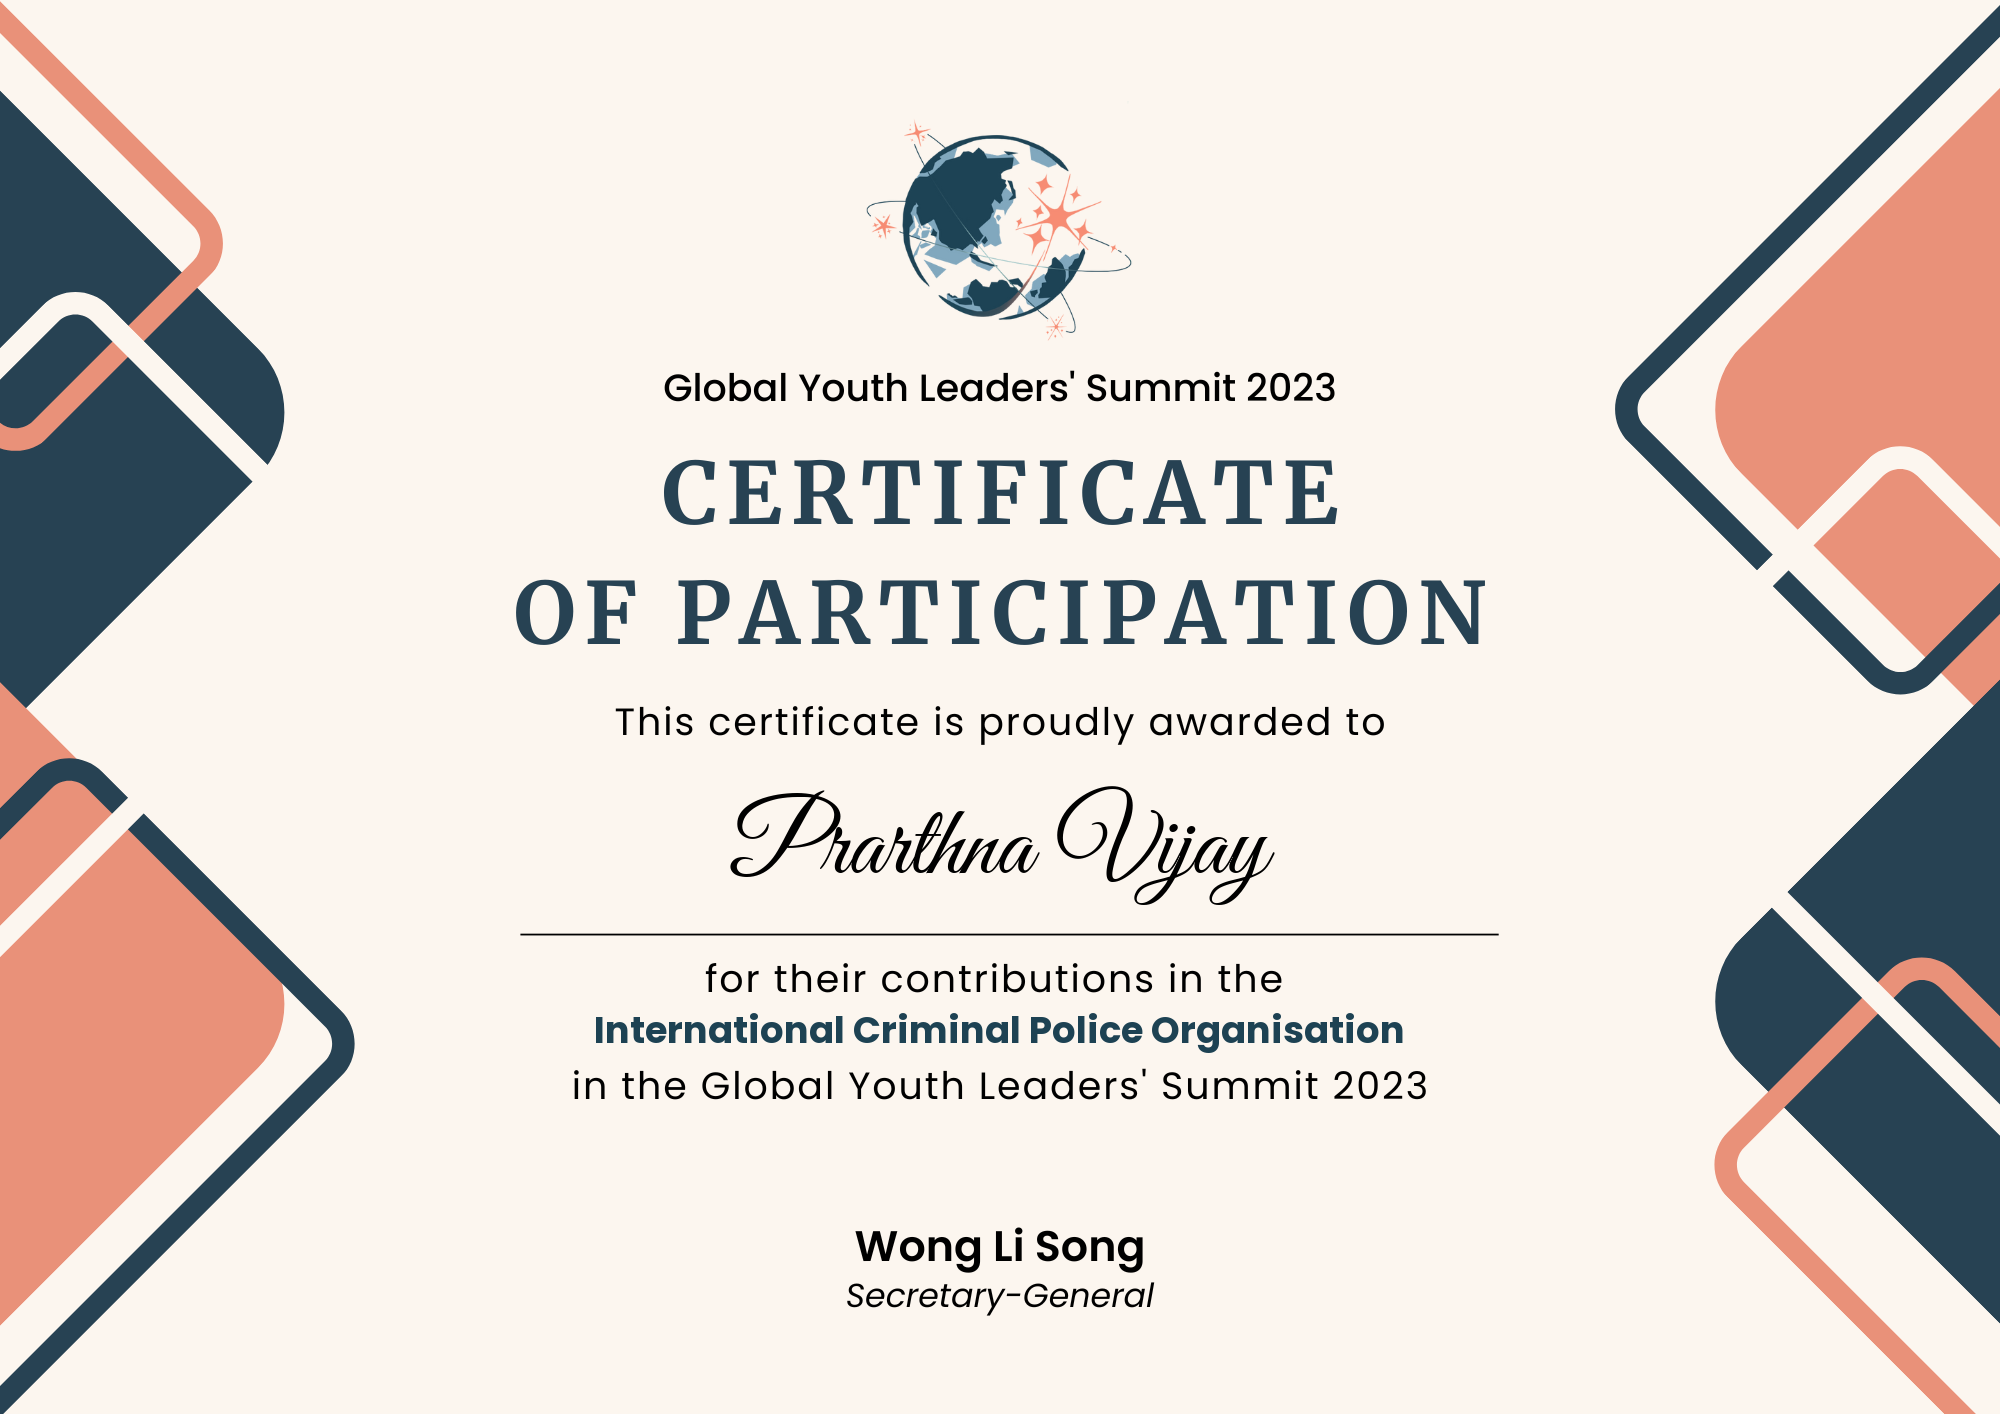 Global Youth Leaders' Summit 2023
CERTIFICATE
OF PARTICIPATION
This certificate is proudly awarded to
Prarthna Vijay
for their contributions in the
International Criminal Police Organisation
in the Global Youth Leaders' Summit 2023
Wong Li Song
Secretary-General